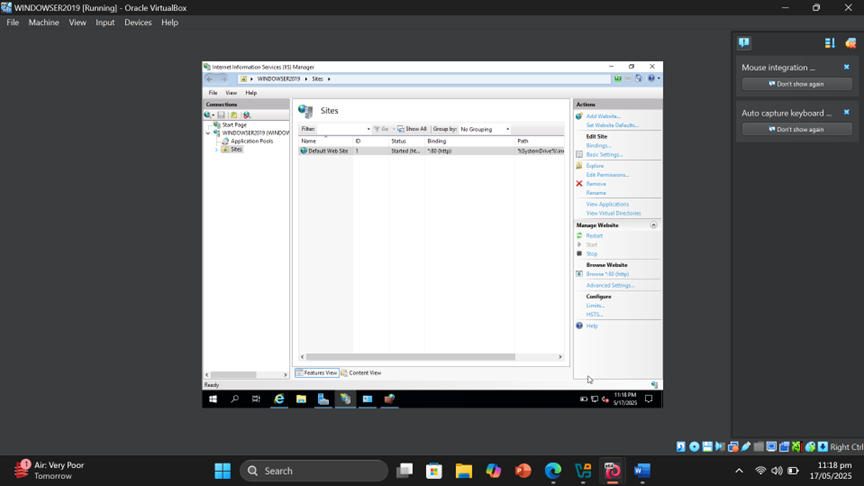 WINDOWSER2019 [Running] - Oracle VirtualBox
File Machine View Input Devices Help
Mouse integration ...
Don't show again
Auto capture keyboard ...
Don't show again
Internet Information Services (IIS) Manager
WINDOWSER2019 Sites
File View Help
Connections
Start Page
WINDOWSER2019 (WINDOW
Application Pools
Sites
Sites
Filter: Go Show All Group by: No Grouping
Name ID Status Binding Path
Default Web Site 1 Started (ht... *:80 (http)
Features View Content View
Ready
Actions
Add Website...
Set Website Defaults...
Edit Site
Bindings...
Basic Settings...
Explore
Edit Permissions...
Remove
Rename
View Applications
View Virtual Directories
Manage Website
Restart
Start
Stop
Browse Website
Browse *:80 (http)
Advanced Settings...
Configure
Limits...
HSTS...
Help
11:18 PM
5/17/2025
Right Ctrl
1
Air: Very Poor
Tomorrow
Search
11:18 pm
17/05/2025